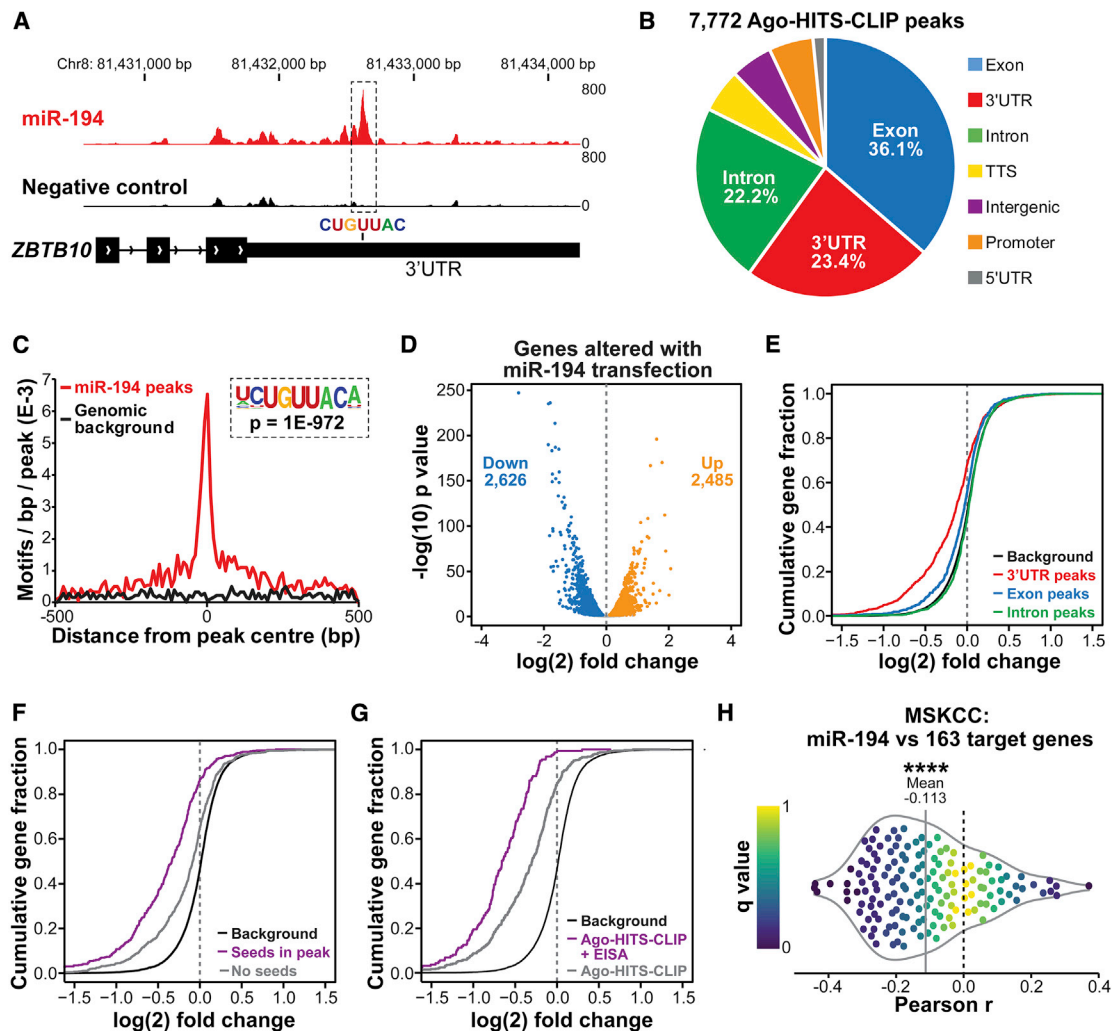 A
Chr8: 81,431,000 bp 81,432,000 bp 81,433,000 bp 81,434,000 bp
800
miR-194
0
800
Negative control
0
CUGUUAC
ZBTB10
3'UTR
B
7,772 Ago-HITS-CLIP peaks
Exon
36.1%
Intron
22.2%
3'UTR
23.4%
Exon
3'UTR
Intron
TTS
Intergenic
Promoter
5'UTR
C
Motifs / bp / peak (E-3)
7
6
5
4
3
2
1
0
miR-194 peaks
Genomic
background
UCUGUUACA
p = 1E-972
-500 0 500
Distance from peak centre (bp)
D
Genes altered with
miR-194 transfection
-log(10) p value
250
200
150
100
50
0
Down
2,626
Up
2,485
-4 -2 0 2 4
log(2) fold change
E
Cumulative gene fraction
1.0
0.8
0.6
0.4
0.2
0.0
Background
3'UTR peaks
Exon peaks
Intron peaks
−1.5 −1.0 −0.5 0.0 0.5 1.0 1.5
log(2) fold change
F
Cumulative gene fraction
1.0
0.8
0.6
0.4
0.2
0.0
Background
Seeds in peak
No seeds
−1.5 −1.0 −0.5 0.0 0.5 1.0 1.5
log(2) fold change
G
Cumulative gene fraction
1.0
0.8
0.6
0.4
0.2
0.0
Background
Ago-HITS-CLIP
+ EISA
Ago-HITS-CLIP
−1.5 −1.0 −0.5 0.0 0.5 1.0 1.5
log(2) fold change
H
MSKCC:
miR-194 vs 163 target genes
****
Mean
-0.113
q value
1
0
-0.4 -0.2 0.0 0.2 0.4
Pearson r